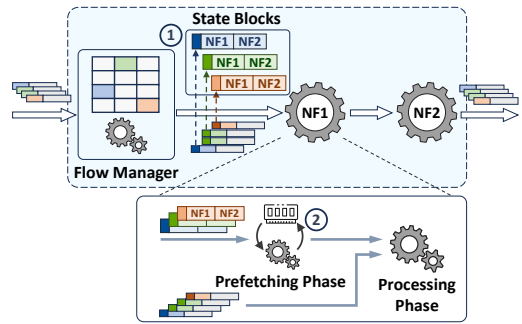 State Blocks
1
NF1 NF2
NF1 NF2
NF1 NF2
NF1
NF2
Flow Manager
NF1 NF2
2
Prefetching Phase
Processing
Phase